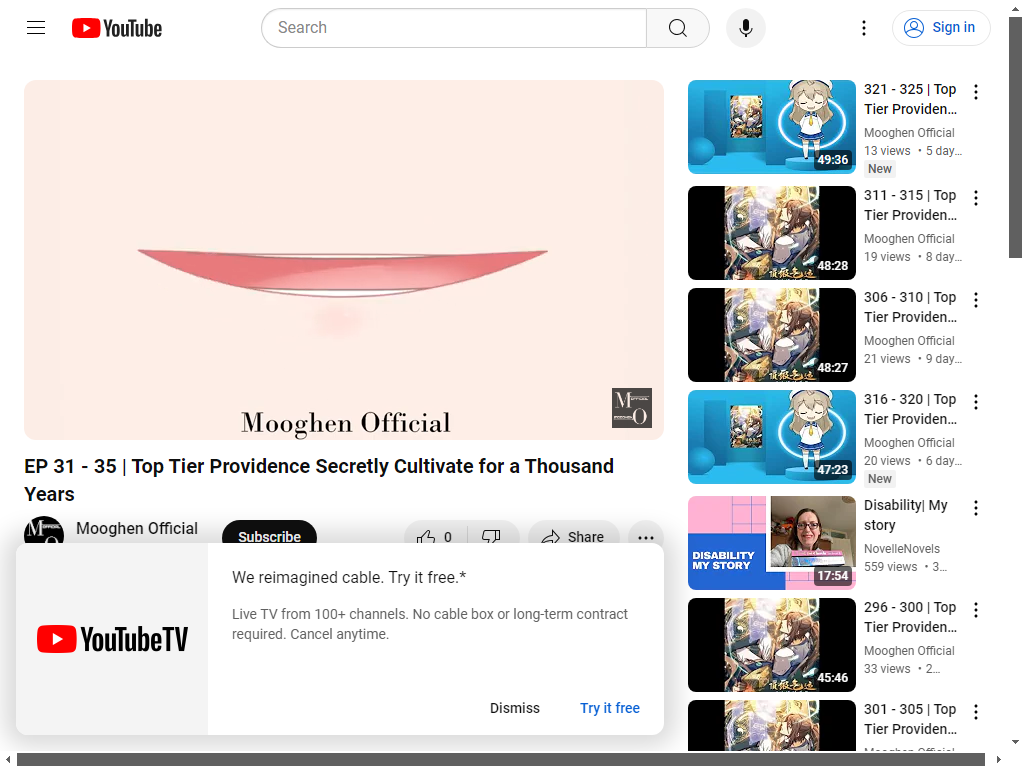 YouTube
Search
Sign in
Mooghen Official
EP 31 - 35 | Top Tier Providence Secretly Cultivate for a Thousand
Years
Mooghen Official
Subscribe
0
Share
YouTubeTV
We reimagined cable. Try it free.*
Live TV from 100+ channels. No cable box or long-term contract
required. Cancel anytime.
Dismiss
Try it free
49:36
321 - 325 | Top
Tier Providen...
Mooghen Official
13 views • 5 day...
New
48:28
311 - 315 | Top
Tier Providen...
Mooghen Official
19 views • 8 day...
48:27
306 - 310 | Top
Tier Providen...
Mooghen Official
21 views • 9 day...
47:23
316 - 320 | Top
Tier Providen...
Mooghen Official
20 views • 6 day...
New
DISABILITY
MY STORY
17:54
Disability| My
story
NovelleNovels
559 views • 3...
45:46
296 - 300 | Top
Tier Providen...
Mooghen Official
33 views • 2...
301 - 305 | Top
Tier Providen...
Mooghen Official